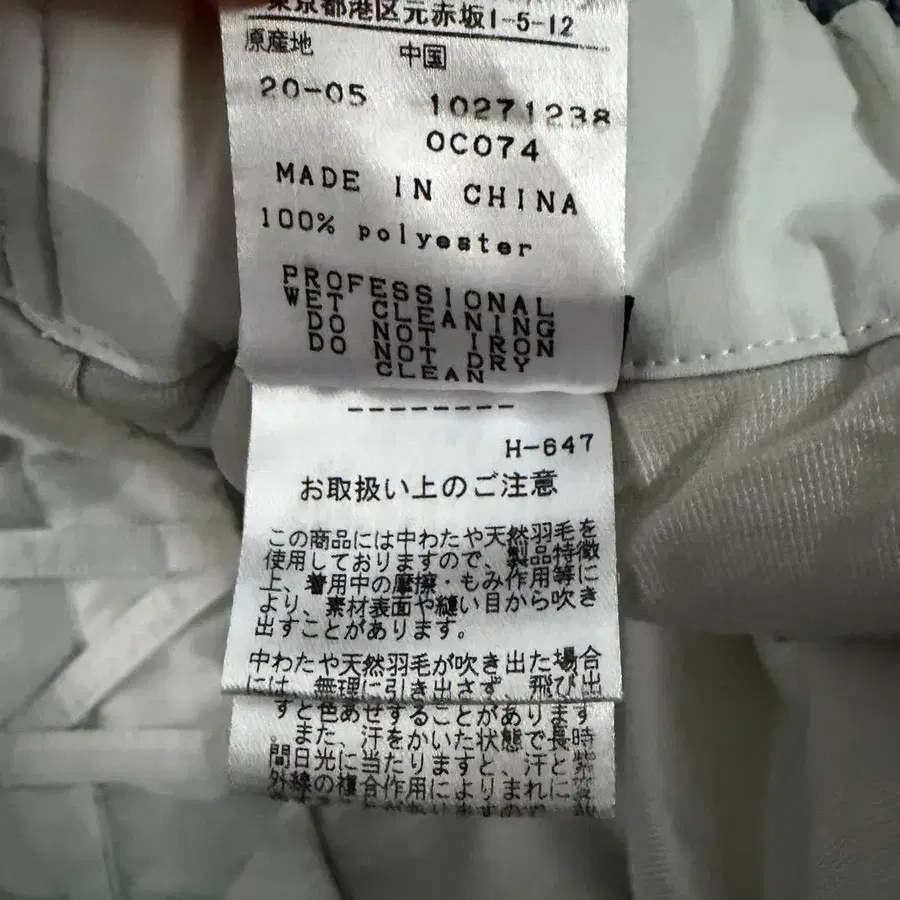 東京都港区元赤坂1-5-12
原産地 中国
20-05 10271238
0C074
MADE IN CHINA
100% polyester
PROFESSIONAL
WET CLEANING
DO NOT IRON
DO NOT DRY
CLEAN
---------
H-647
お取扱い上のご注意
この商品には中わたや天然羽毛を
使用しておりますので、製品特徴
上、着用中の摩擦・もみ作用等に
より、素材表面や縫い目から吹き
出すことがあります。
中わたや天然羽毛が吹き出た場合
には、無理に引き出さず、飛び出
すと色あせすることがあります
。また、汗をかいた状態で長時
間日光に当たりますと、汗と紫
外線の複合作用によりまれに